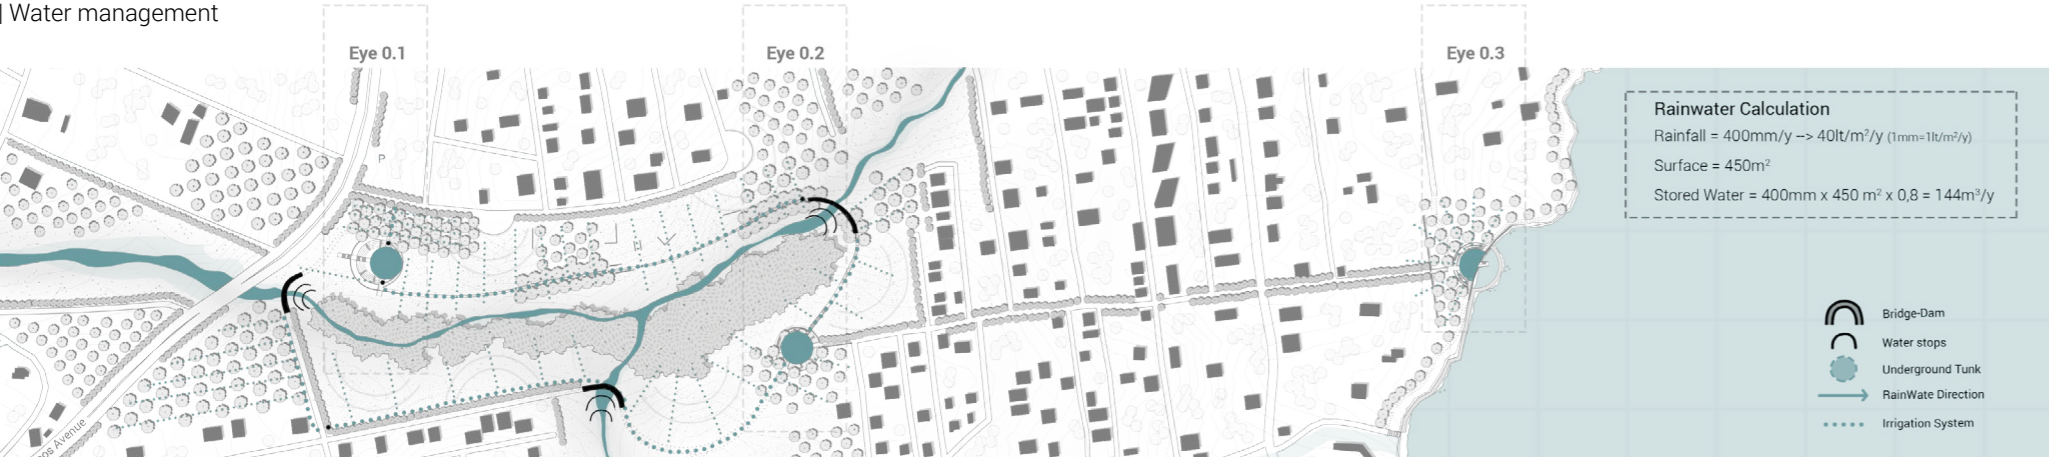 | Water management
Eye 0.1
Eye 0.2
Eye 0.3
Rainwater Calculation
Rainfall = 400mm/y --> 40lt/m²/y (1mm=1lt/m²/y)
Surface = 450m²
Stored Water = 400mm x 450 m² x 0,8 = 144m³/y
P
Bridge-Dam
Water stops
Underground Tunk
RainWate Direction
Irrigation System
os Avenue